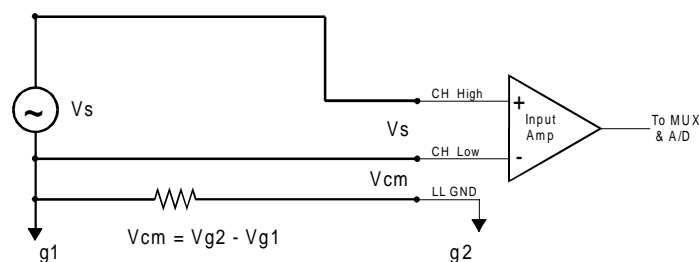 Vs
~
CH High
+
Input
Amp
To MUX
& A/D
Vs
CH Low
-
Vcm
LL GND
Vcm = Vg2 - Vg1
g1
g2